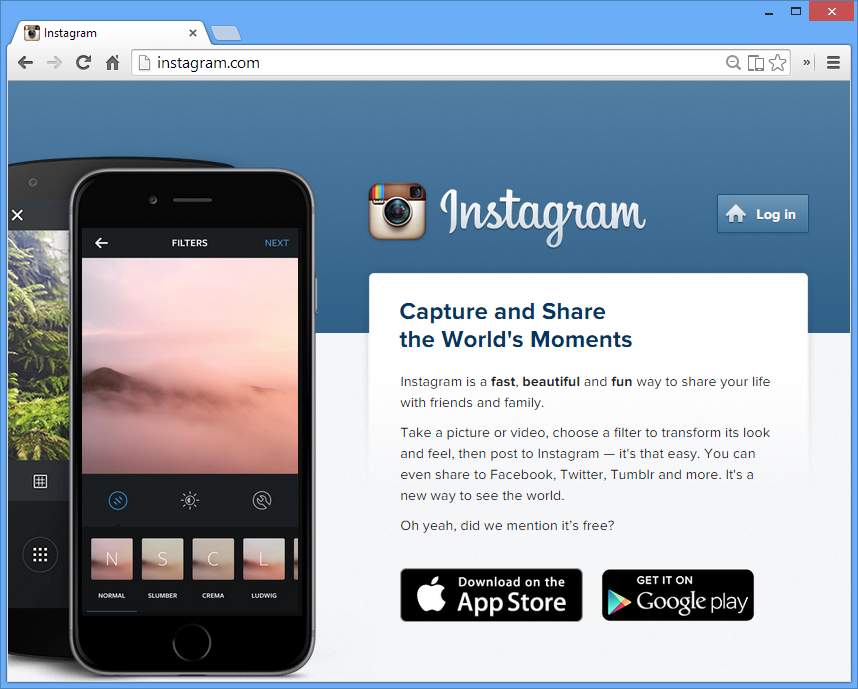 Instagram
instagram.com
Instagram
Log in
FILTERS
NEXT
Capture and Share
the World's Moments
Instagram is a fast, beautiful and fun way to share your life
with friends and family.
Take a picture or video, choose a filter to transform its look
and feel, then post to Instagram — it's that easy. You can
even share to Facebook, Twitter, Tumblr and more. It's a
new way to see the world.
Oh yeah, did we mention it's free?
N S C L
NORMAL SLUMBER CREMA LUDWIG
Download on the
App Store
GET IT ON
Google play